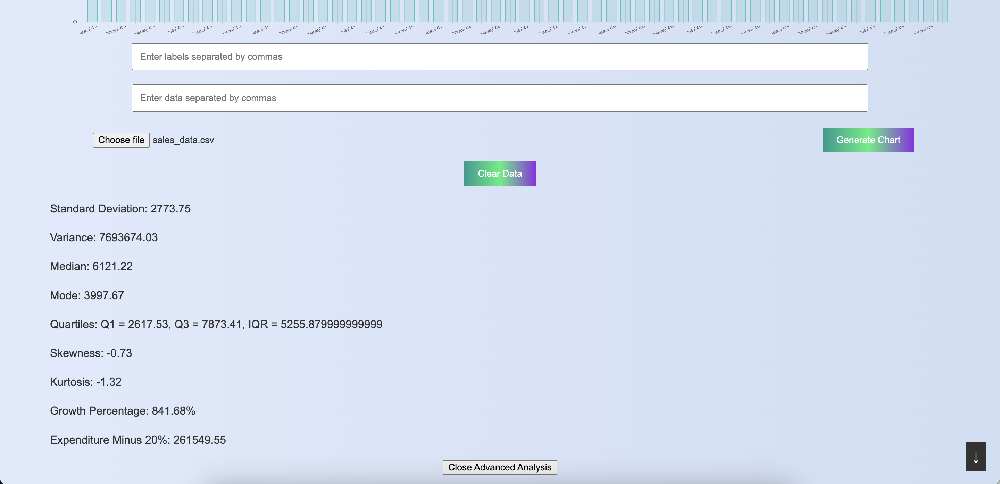 0
Jan-20 Mar-20 May-20 Jul-20 Sep-20 Nov-20 Jan-21 Mar-21 May-21 Jul-21 Sep-21 Nov-21 Jan-22 Mar-22 May-22 Jul-22 Sep-22 Nov-22 Jan-23 Mar-23 May-23 Jul-23 Sep-23 Nov-23 Jan-24 Mar-24 May-24 Jul-24 Sep-24 Nov-24
Enter labels separated by commas
Enter data separated by commas
Choose file sales_data.csv
Generate Chart
Clear Data
Standard Deviation: 2773.75
Variance: 7693674.03
Median: 6121.22
Mode: 3997.67
Quartiles: Q1 = 2617.53, Q3 = 7873.41, IQR = 5255.879999999999
Skewness: -0.73
Kurtosis: -1.32
Growth Percentage: 841.68%
Expenditure Minus 20%: 261549.55
↓
Close Advanced Analysis